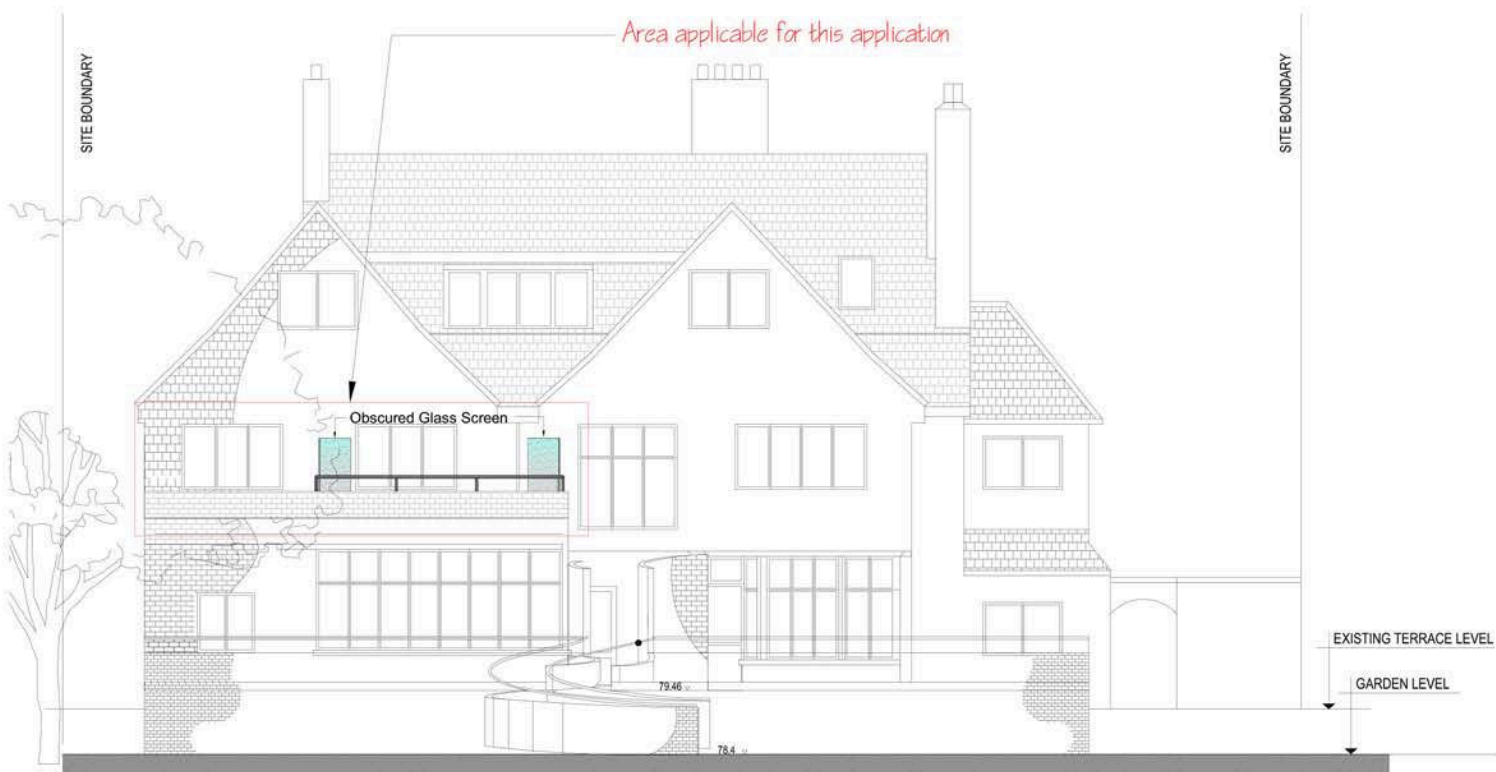 Area applicable for this application
SITE BOUNDARY
SITE BOUNDARY
Obscured Glass Screen
EXISTING TERRACE LEVEL
GARDEN LEVEL
79.46
78.4